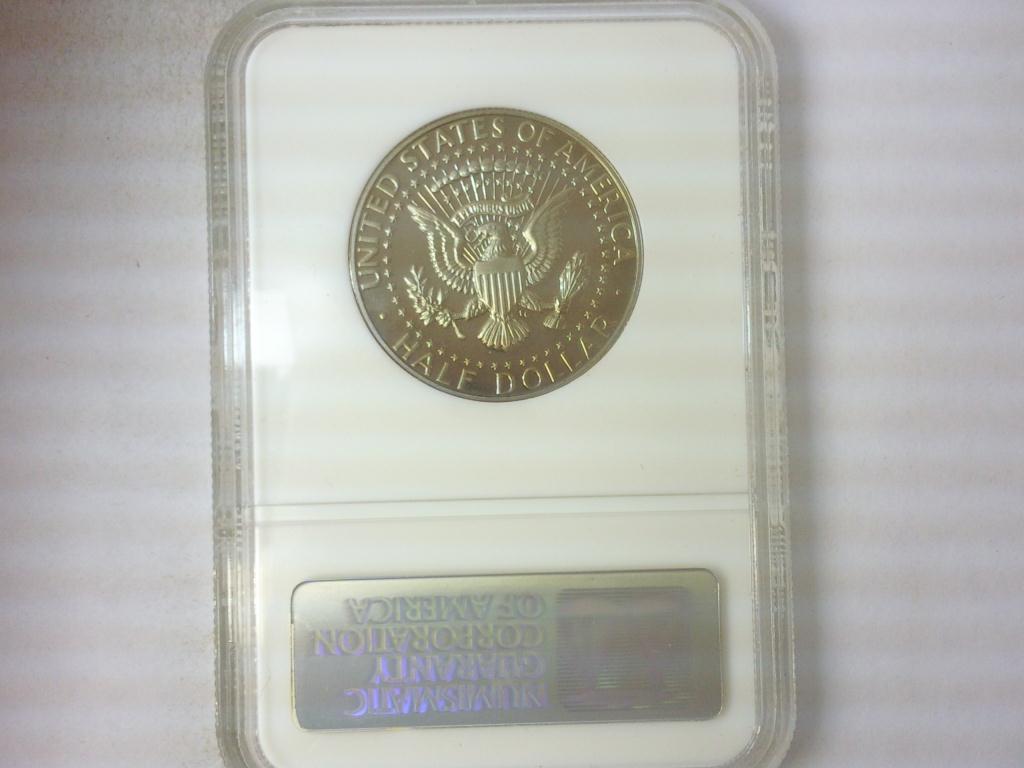 UNITED STATES OF AMERICA
HALF DOLLAR
NUMISMATIC
GUARANTY
CORPORATION
OF AMERICA